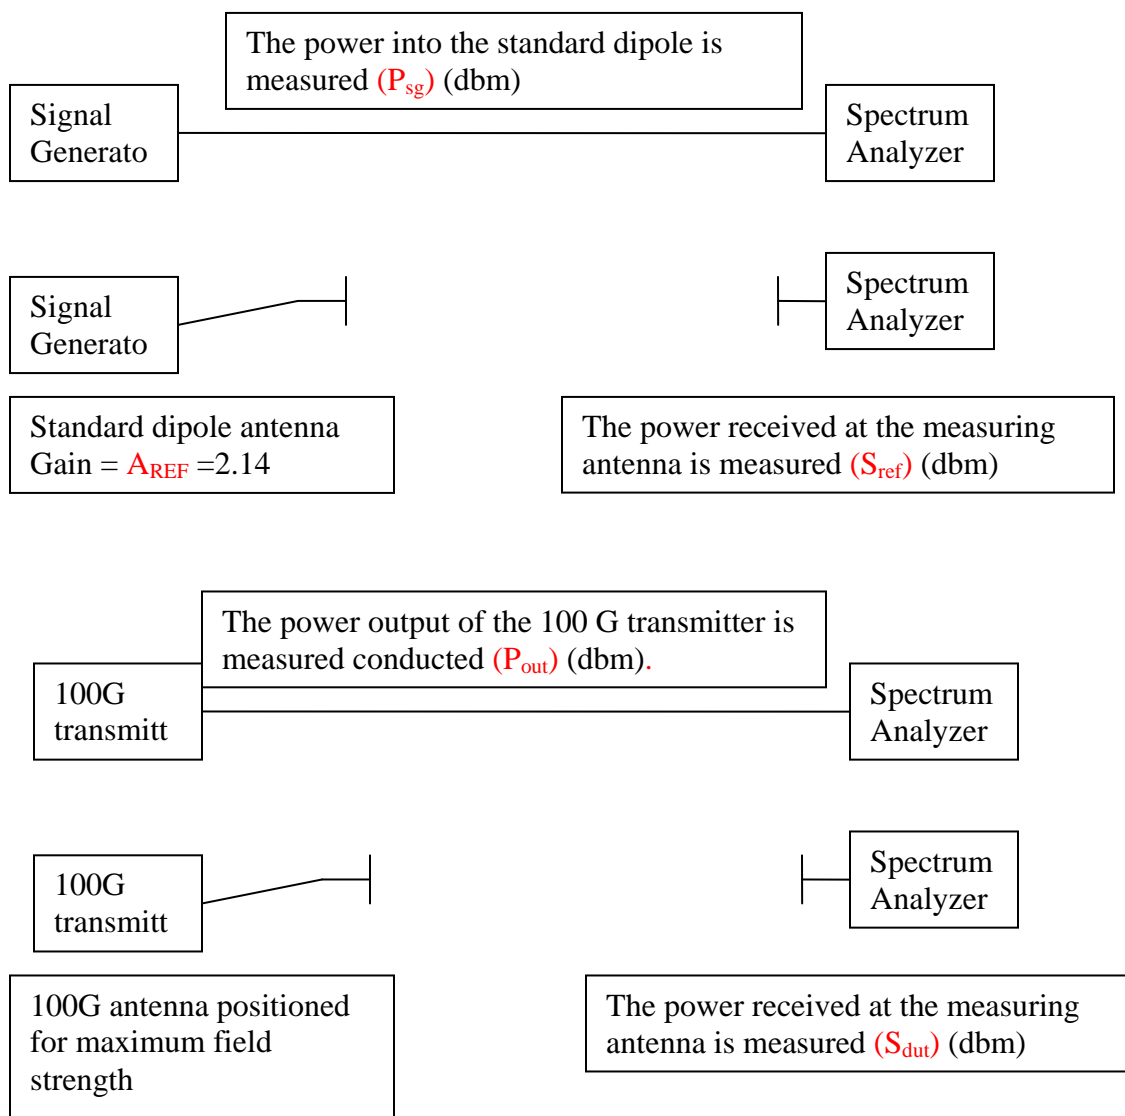 The power into the standard dipole is
measured (Psg) (dbm)
Signal
Generato
Spectrum
Analyzer
Signal
Generato
Spectrum
Analyzer
Standard dipole antenna
Gain = AREF =2.14
The power received at the measuring
antenna is measured (Sref) (dbm)
The power output of the 100 G transmitter is
measured conducted (Pout) (dbm).
100G
transmitt
Spectrum
Analyzer
100G
transmitt
Spectrum
Analyzer
100G antenna positioned
for maximum field
strength
The power received at the measuring
antenna is measured (Sdut) (dbm)